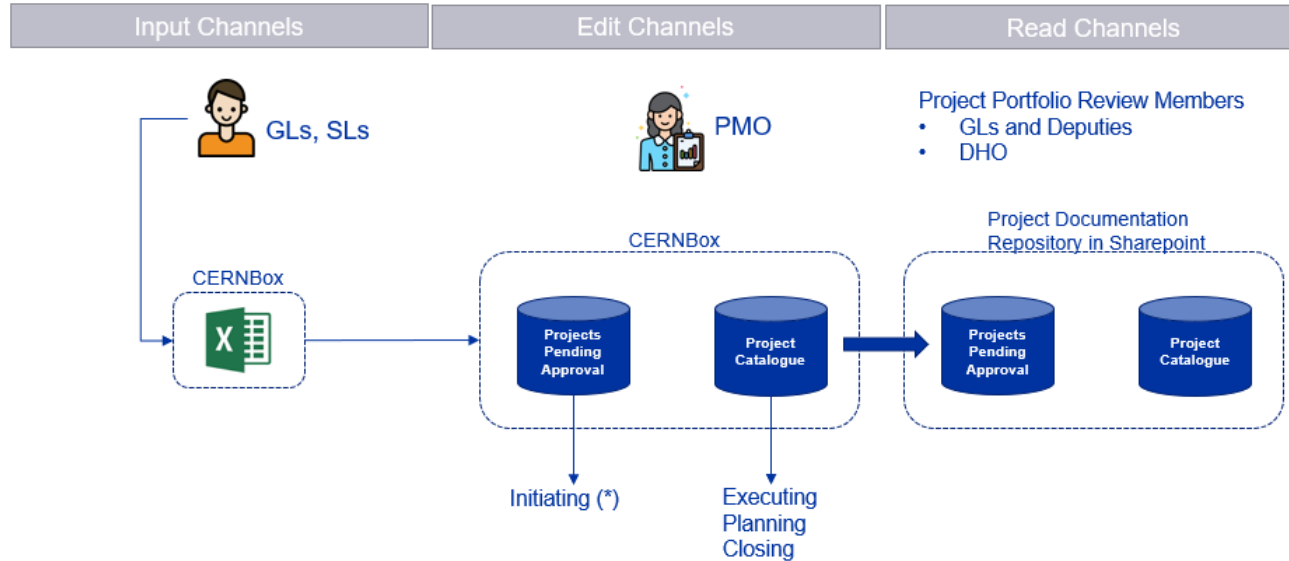 Input Channels
Edit Channels
Read Channels
GLs, SLs
PMO
Project Portfolio Review Members
• GLs and Deputies
• DHO
CERNBox
X
CERNBox
Projects
Pending
Approval
Project
Catalogue
Initiating (*)
Executing
Planning
Closing
Project Documentation
Repository in Sharepoint
Projects
Pending
Approval
Project
Catalogue